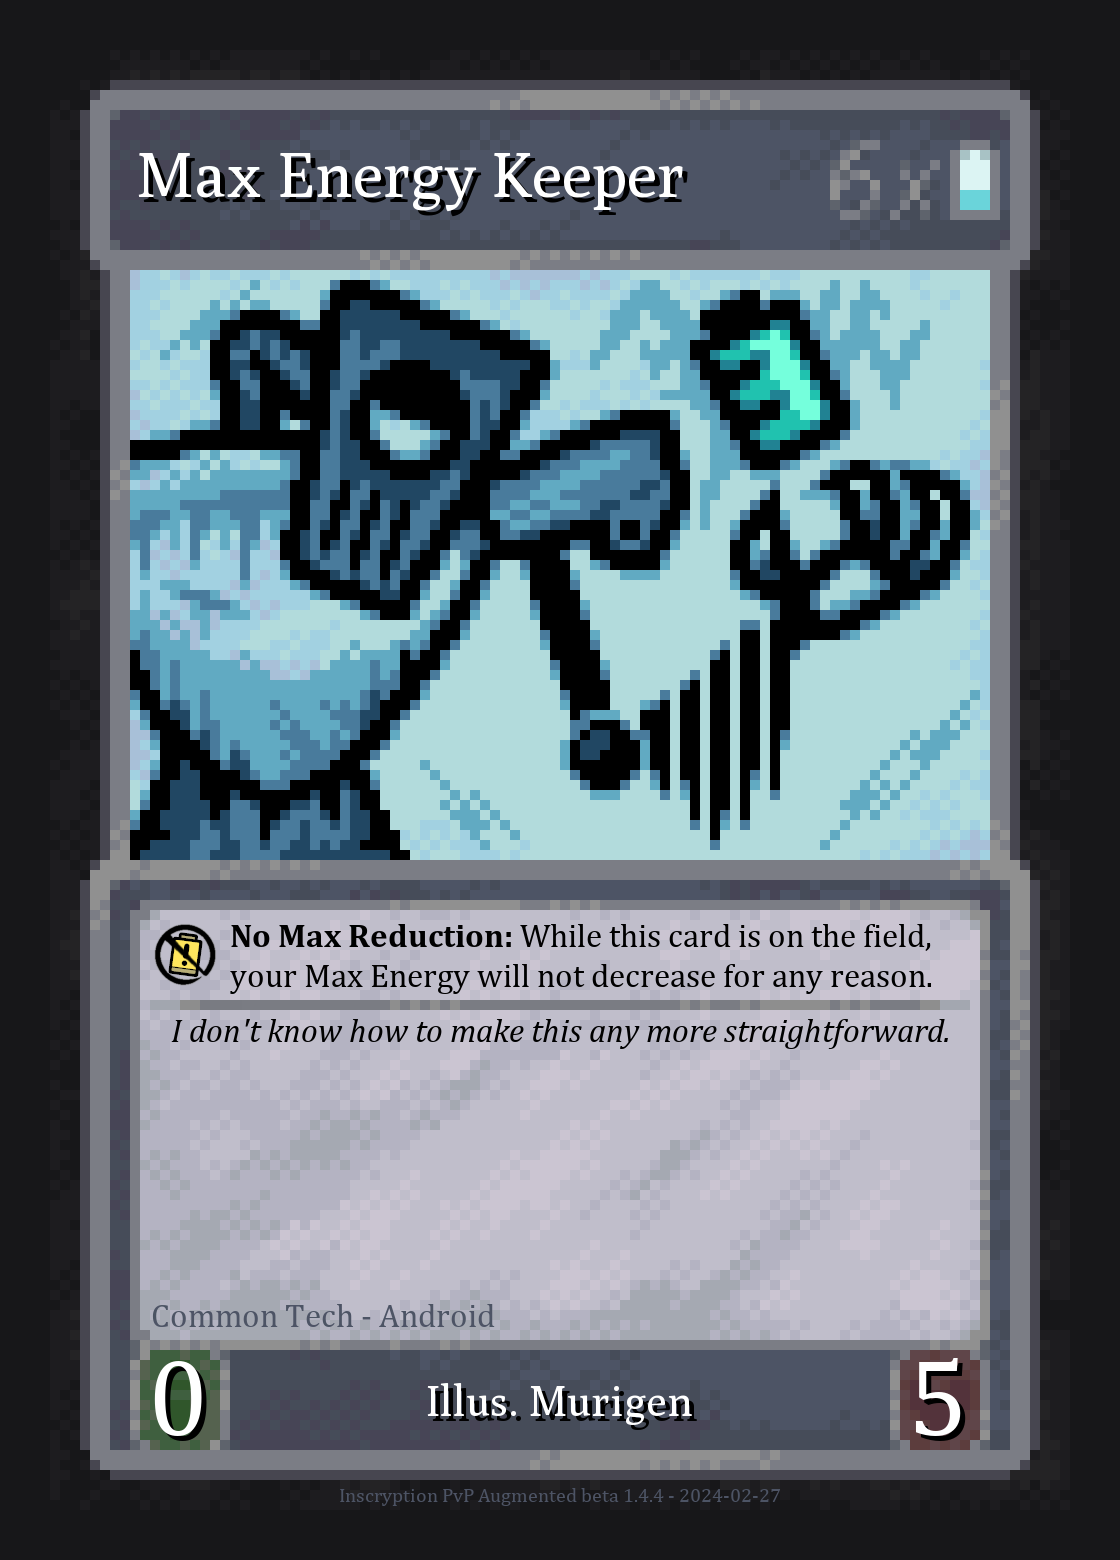 Max Energy Keeper 6x
No Max Reduction: While this card is on the field,
your Max Energy will not decrease for any reason.
I don't know how to make this any more straightforward.
Common Tech - Android
0 Illus. Murigen 5
Inscryption PvP Augmented beta 1.4.4 - 2024-02-27